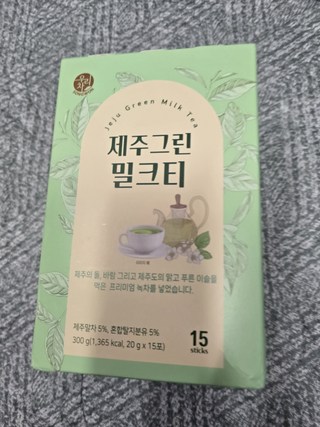 우리차
Jeju Green Milk Tea
제주그린
밀크티
제주의 돌, 바람 그리고 제주도의 맑고 푸른 이슬을
먹은 프리미엄 녹차를 넣었습니다.
제주말차 5%, 혼합탈지분유 5%
300 g(1,365 kcal, 20 g x 15포)
15
sticks